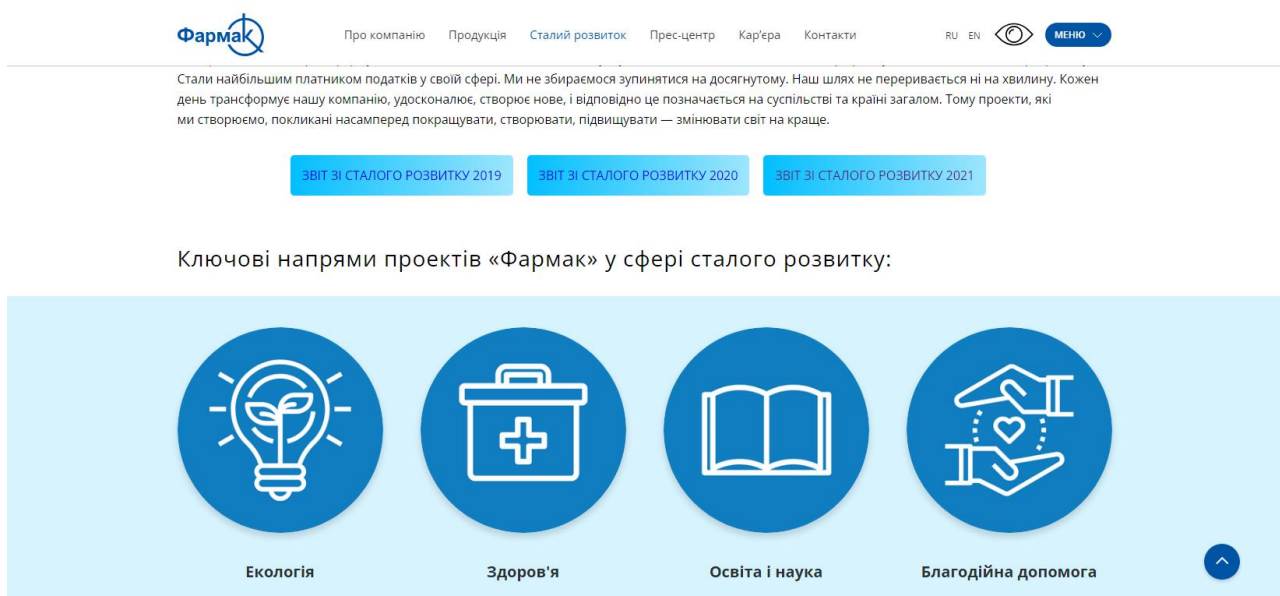 Фармак
Про компанію Продукція Сталий розвиток Прес-центр Кар'єра Контакти RU EN МЕНЮ
Стали найбільшим платником податків у своїй сфері. Ми не збираємося зупинятися на досягнутому. Наш шлях не переривається ні на хвилину. Кожен
день трансформує нашу компанію, удосконалює, створює нове, і відповідно це позначається на суспільстві та країні загалом. Тому проекти, які
ми створюємо, покликані насамперед покращувати, створювати, підвищувати — змінювати світ на краще.
ЗВІТ ЗІ СТАЛОГО РОЗВИТКУ 2019 ЗВІТ ЗІ СТАЛОГО РОЗВИТКУ 2020 ЗВІТ ЗІ СТАЛОГО РОЗВИТКУ 2021
Ключові напрями проектів «Фармак» у сфері сталого розвитку:
Екологія Здоров'я Освіта і наука Благодійна допомога